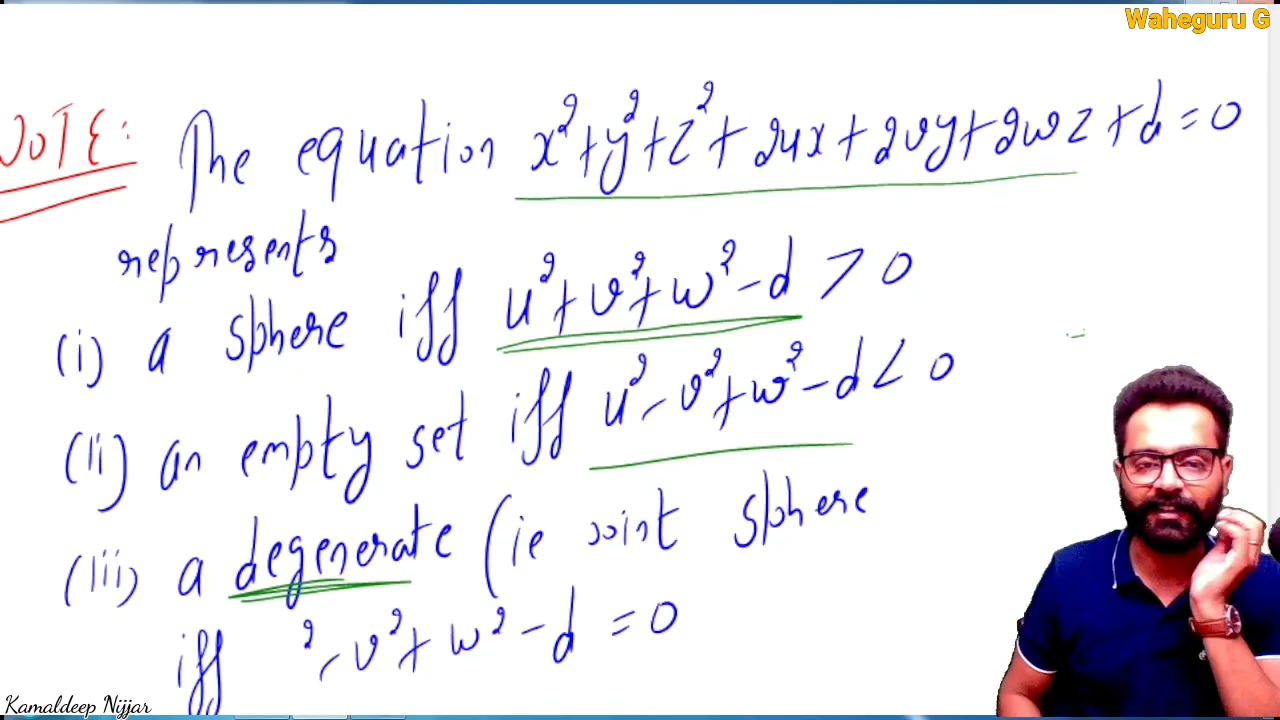 Waheguru G
NOTE: The equation x²+y²+z²+2ux+2vy+2wz+d=0
represents
(i) a sphere iff u²+v²+w²-d > 0
(ii) an empty set iff u²-v²+w²-d < 0
(iii) a degenerate (ie point sphere
iff ²-v²+w²-d = 0
Kamaldeep Nijjar